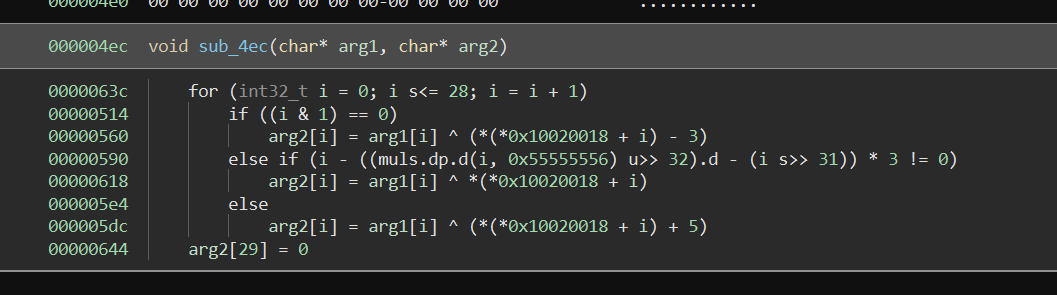 000004e0 00 00 00 00 00 00 00 00-00 00 00 00 ............
000004ec void sub_4ec(char* arg1, char* arg2)
0000063c for (int32_t i = 0; i s<= 28; i = i + 1)
00000514 if ((i & 1) == 0)
00000560 arg2[i] = arg1[i] ^ (*(*0x10020018 + i) - 3)
00000590 else if (i - ((muls.dp.d(i, 0x55555556) u>> 32).d - (i s>> 31)) * 3 != 0)
00000618 arg2[i] = arg1[i] ^ *(*0x10020018 + i)
000005e4 else
000005dc arg2[i] = arg1[i] ^ (*(*0x10020018 + i) + 5)
00000644 arg2[29] = 0